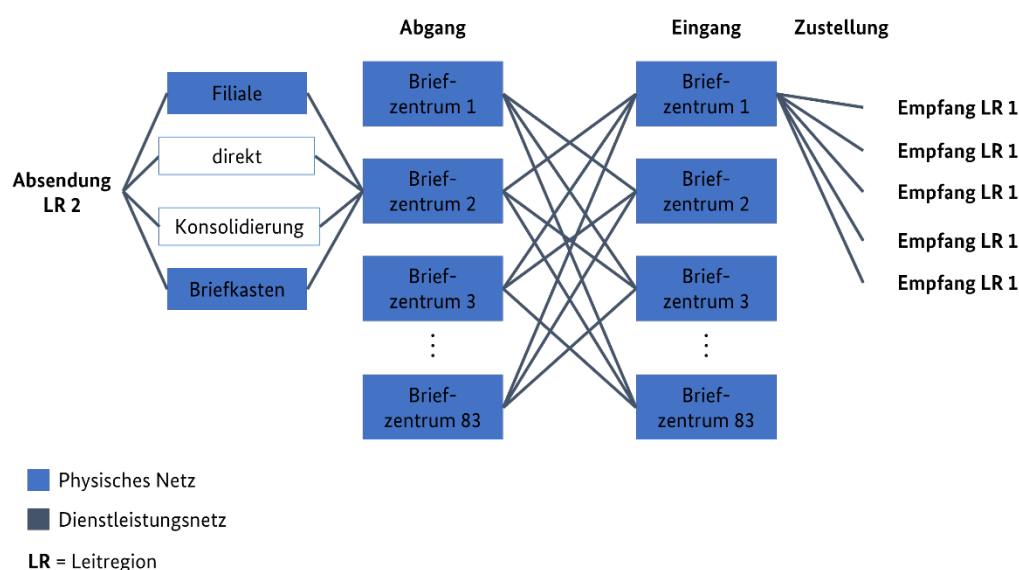 Abgang
Eingang
Zustellung
Absendung
LR 2
Filiale
direkt
Konsolidierung
Briefkasten
Brief-
zentrum 1
Brief-
zentrum 2
Brief-
zentrum 3
⋮
Brief-
zentrum 83
Brief-
zentrum 1
Brief-
zentrum 2
Brief-
zentrum 3
⋮
Brief-
zentrum 83
Empfang LR 1
Empfang LR 1
Empfang LR 1
Empfang LR 1
Empfang LR 1
Physisches Netz
Dienstleistungsnetz
LR = Leitregion